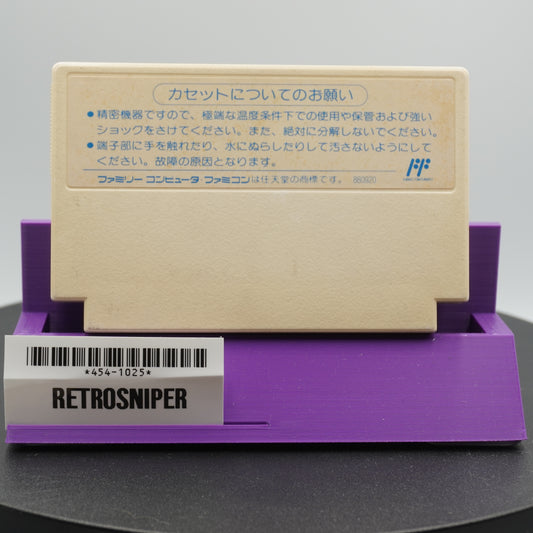 カセットについてのお願い
●精密機器ですので、極端な温度条件下での使用や保管および強い
ショックをさけてください。また、絶対に分解しないでください。
●端子部に手を触れたり、水にぬらしたりして汚さないようにして
ください。故障の原因となります。
ファミリーコンピュータ・ファミコンは任天堂の商標です。 880920
*454-1025*
RETROSNIPER